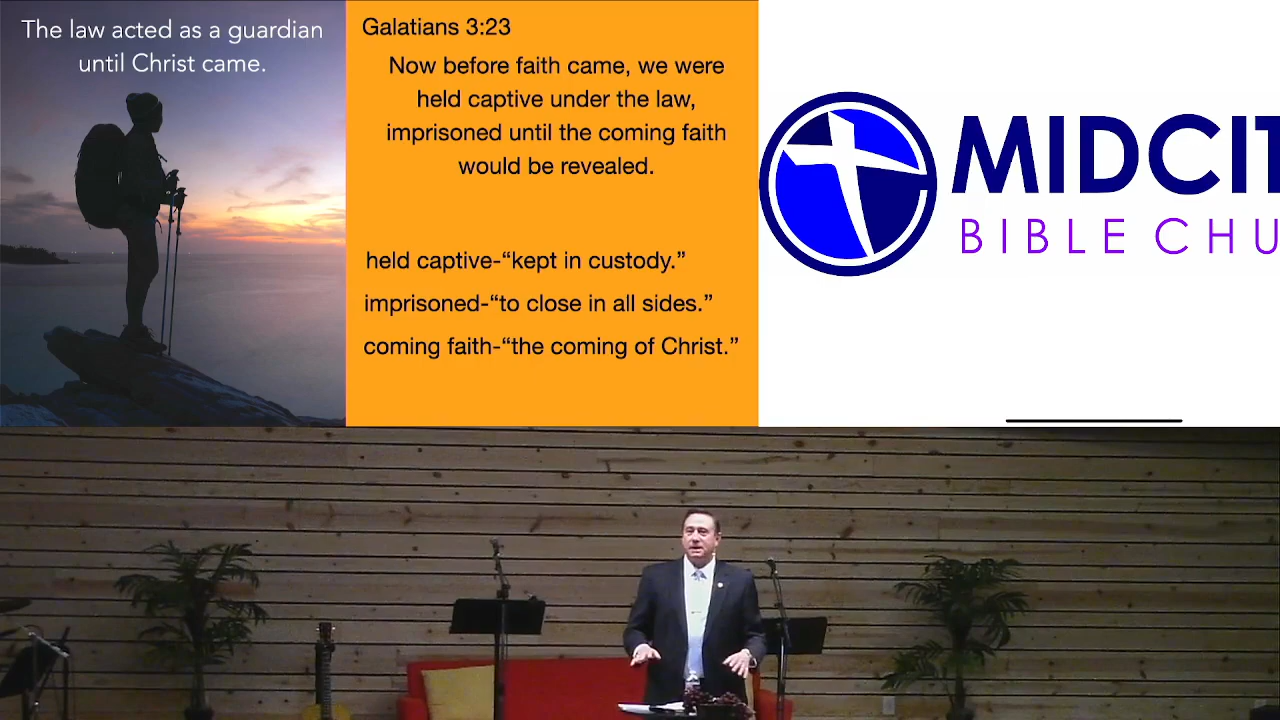 The law acted as a guardian
until Christ came.
Galatians 3:23
Now before faith came, we were
held captive under the law,
imprisoned until the coming faith
would be revealed.
held captive-“kept in custody.”
imprisoned-“to close in all sides.”
coming faith-“the coming of Christ.”
MIDCIT
BIBLE CHU